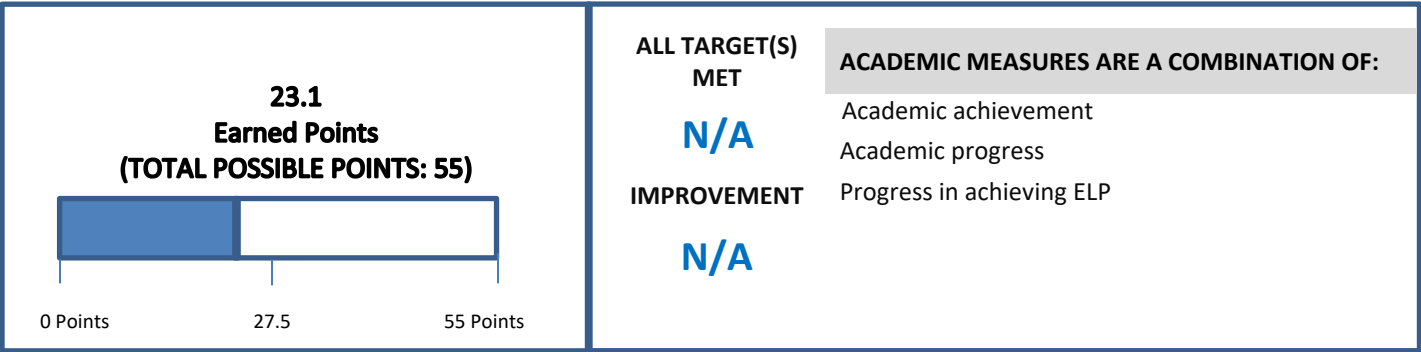 23.1
Earned Points
(TOTAL POSSIBLE POINTS: 55)
0 Points
27.5
55 Points
ALL TARGET(S)
MET
N/A
IMPROVEMENT
N/A
ACADEMIC MEASURES ARE A COMBINATION OF:
Academic achievement
Academic progress
Progress in achieving ELP